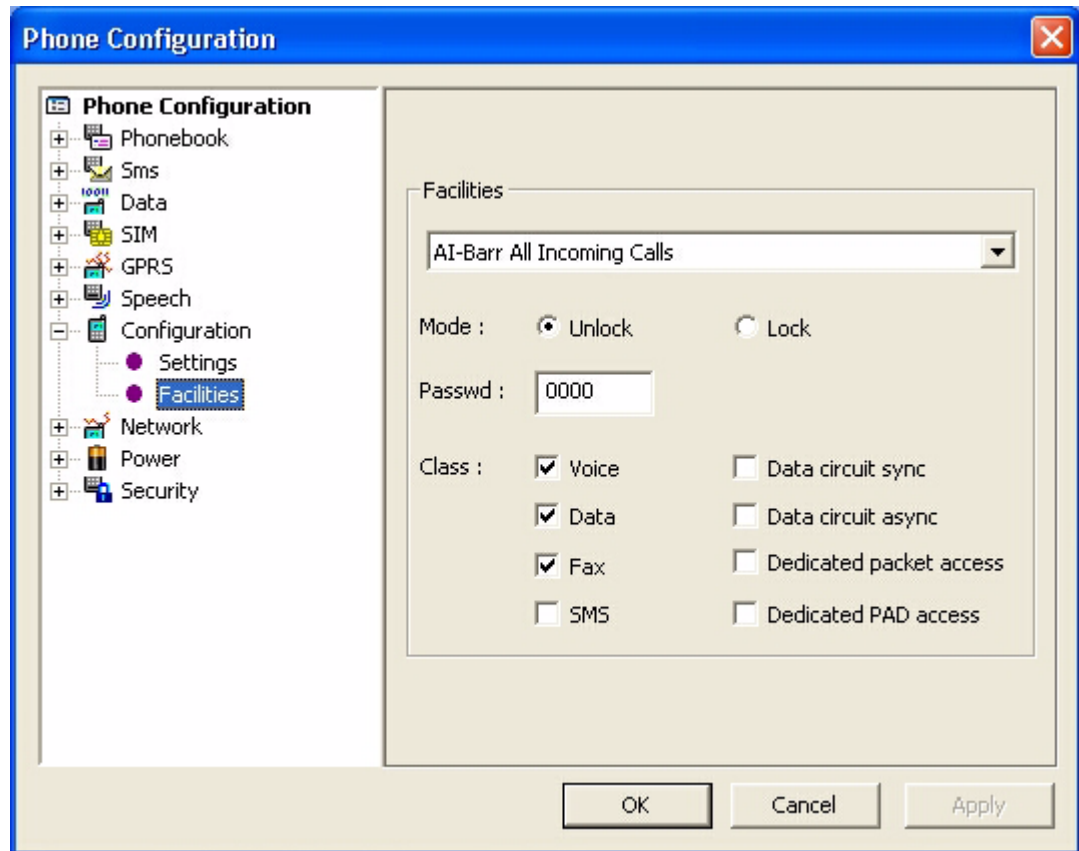 Phone Configuration
Phone Configuration
Phonebook
Sms
Data
SIM
GPRS
Speech
Configuration
Settings
Facilities
Network
Power
Security
Facilities
AI-Barr All Incoming Calls
Mode : Unlock Lock
Passwd : 0000
Class : Voice Data circuit sync
Data Data circuit async
Fax Dedicated packet access
SMS Dedicated PAD access
OK Cancel Apply